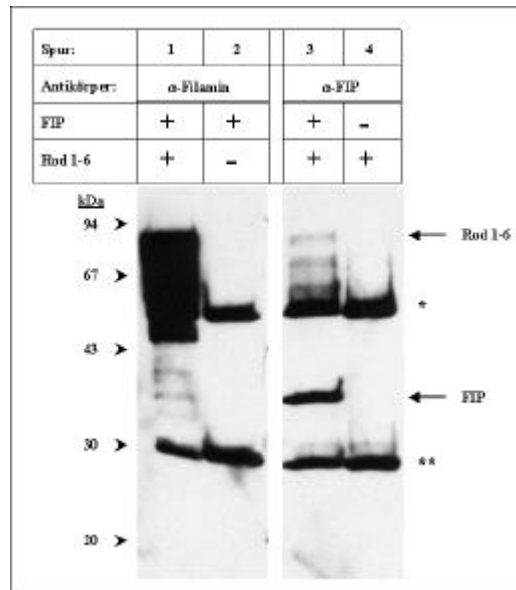 Spur: 1 2 3 4
Antikörper: α-Filamin α-FIP
FIP + + + -
Rod 1-6 + - + +
kDa
94
Rod 1-6
67
*
43
FIP
30
**
20